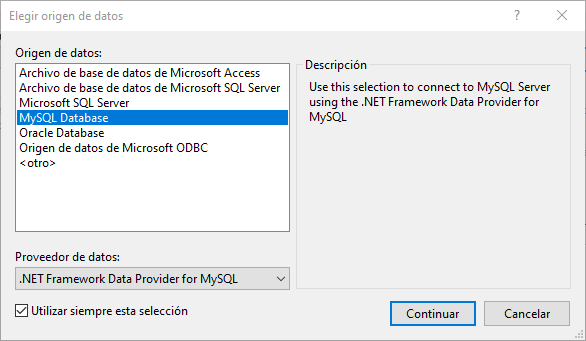 Elegir origen de datos
Origen de datos:
Archivo de base de datos de Microsoft Access
Archivo de base de datos de Microsoft SQL Server
Microsoft SQL Server
MySQL Database
Oracle Database
Origen de datos de Microsoft ODBC
<otro>
Descripción
Use this selection to connect to MySQL Server
using the .NET Framework Data Provider for
MySQL
Proveedor de datos:
.NET Framework Data Provider for MySQL
Utilizar siempre esta selección
Continuar
Cancelar